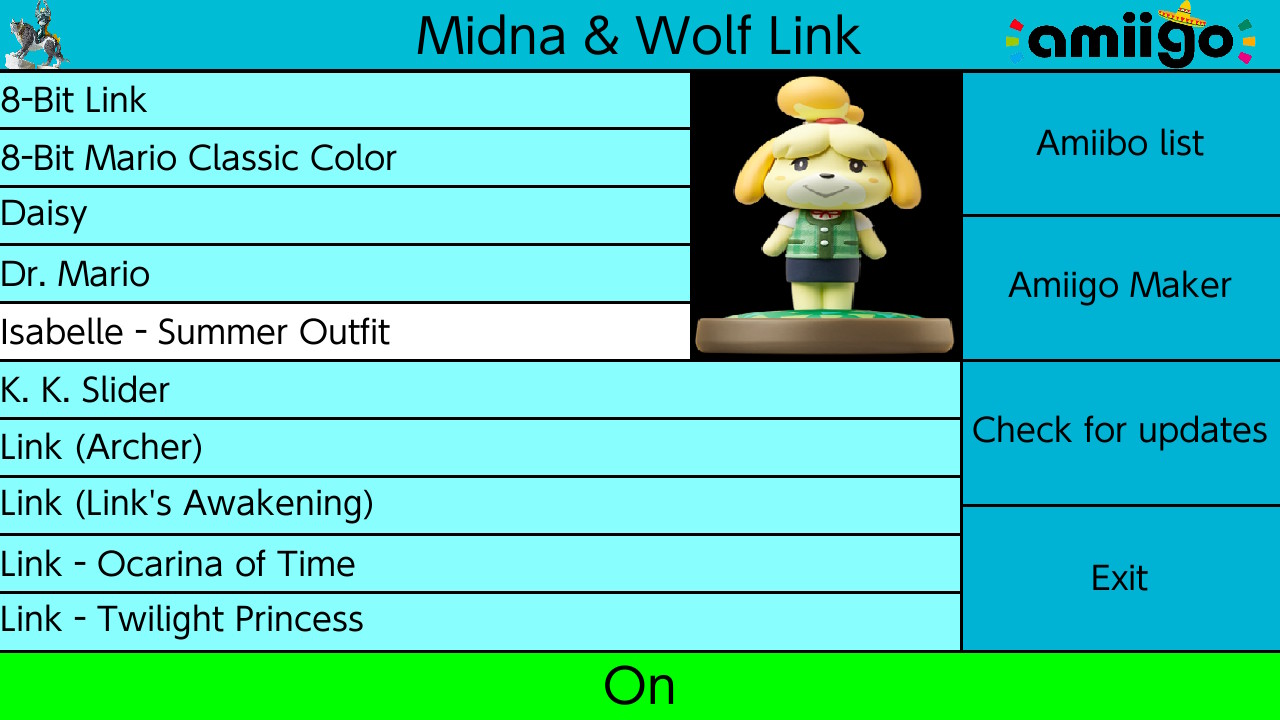 Midna & Wolf Link
amiigo
8-Bit Link
8-Bit Mario Classic Color
Daisy
Dr. Mario
Isabelle - Summer Outfit
K. K. Slider
Link (Archer)
Link (Link's Awakening)
Link - Ocarina of Time
Link - Twilight Princess
Amiibo list
Amiigo Maker
Check for updates
Exit
On